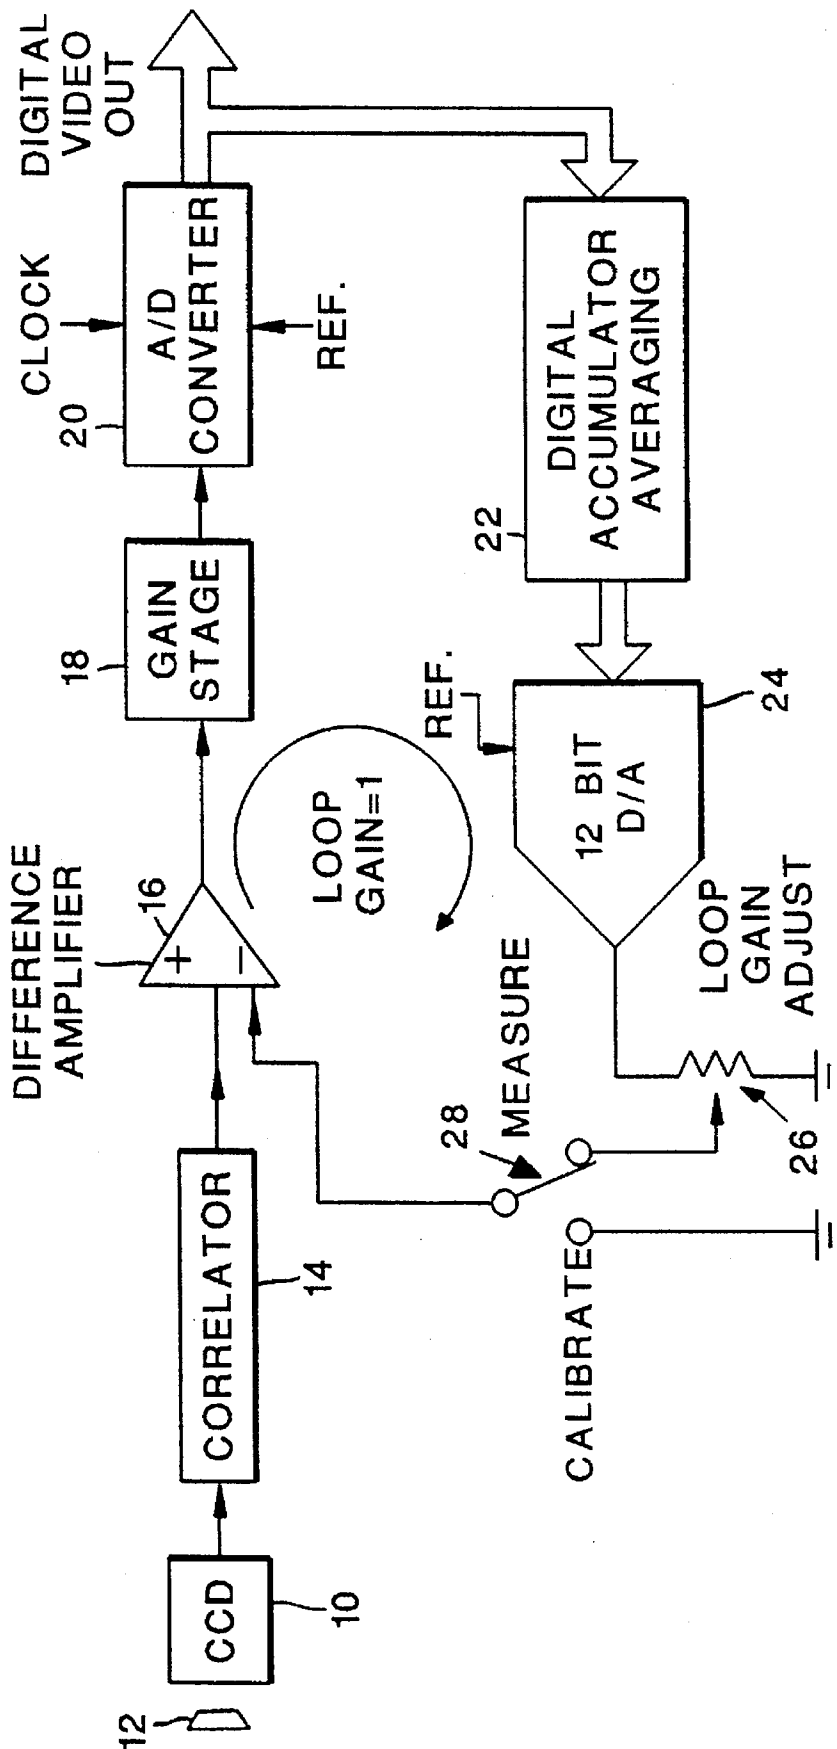 12
CCD
10
CORRELATOR
14
DIFFERENCE
AMPLIFIER
16
+
−
18
GAIN
STAGE
20
CLOCK
A/D
CONVERTER
REF.
DIGITAL
VIDEO
OUT
LOOP
GAIN=1
22
DIGITAL
ACCUMULATOR
AVERAGING
REF.
12 BIT
D/A
24
LOOP
GAIN
ADJUST
26
MEASURE
28
CALIBRATE